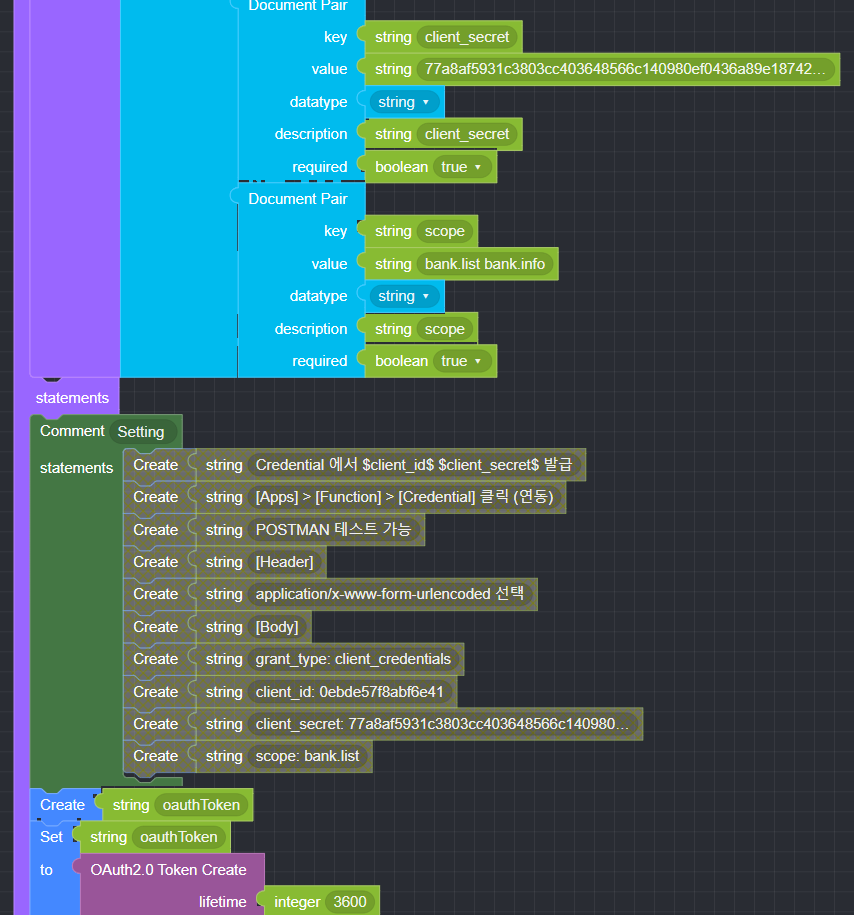 Document Pair
key string client_secret
value string 77a8af5931c3803cc403648566c140980ef0436a89e18742...
datatype string
description string client_secret
required boolean true
Document Pair
key string scope
value string bank.list bank.info
datatype string
description string scope
required boolean true
statements
Comment Setting
statements Create string Credential 에서 $client_id$ $client_secret$ 발급
Create string [Apps] > [Function] > [Credential] 클릭 (연동)
Create string POSTMAN 테스트 가능
Create string [Header]
Create string application/x-www-form-urlencoded 선택
Create string [Body]
Create string grant_type: client_credentials
Create string client_id: 0ebde57f8abf6e41
Create string client_secret: 77a8af5931c3803cc403648566c140980...
Create string scope: bank.list
Create string oauthToken
Set string oauthToken
to OAuth2.0 Token Create
lifetime integer 3600